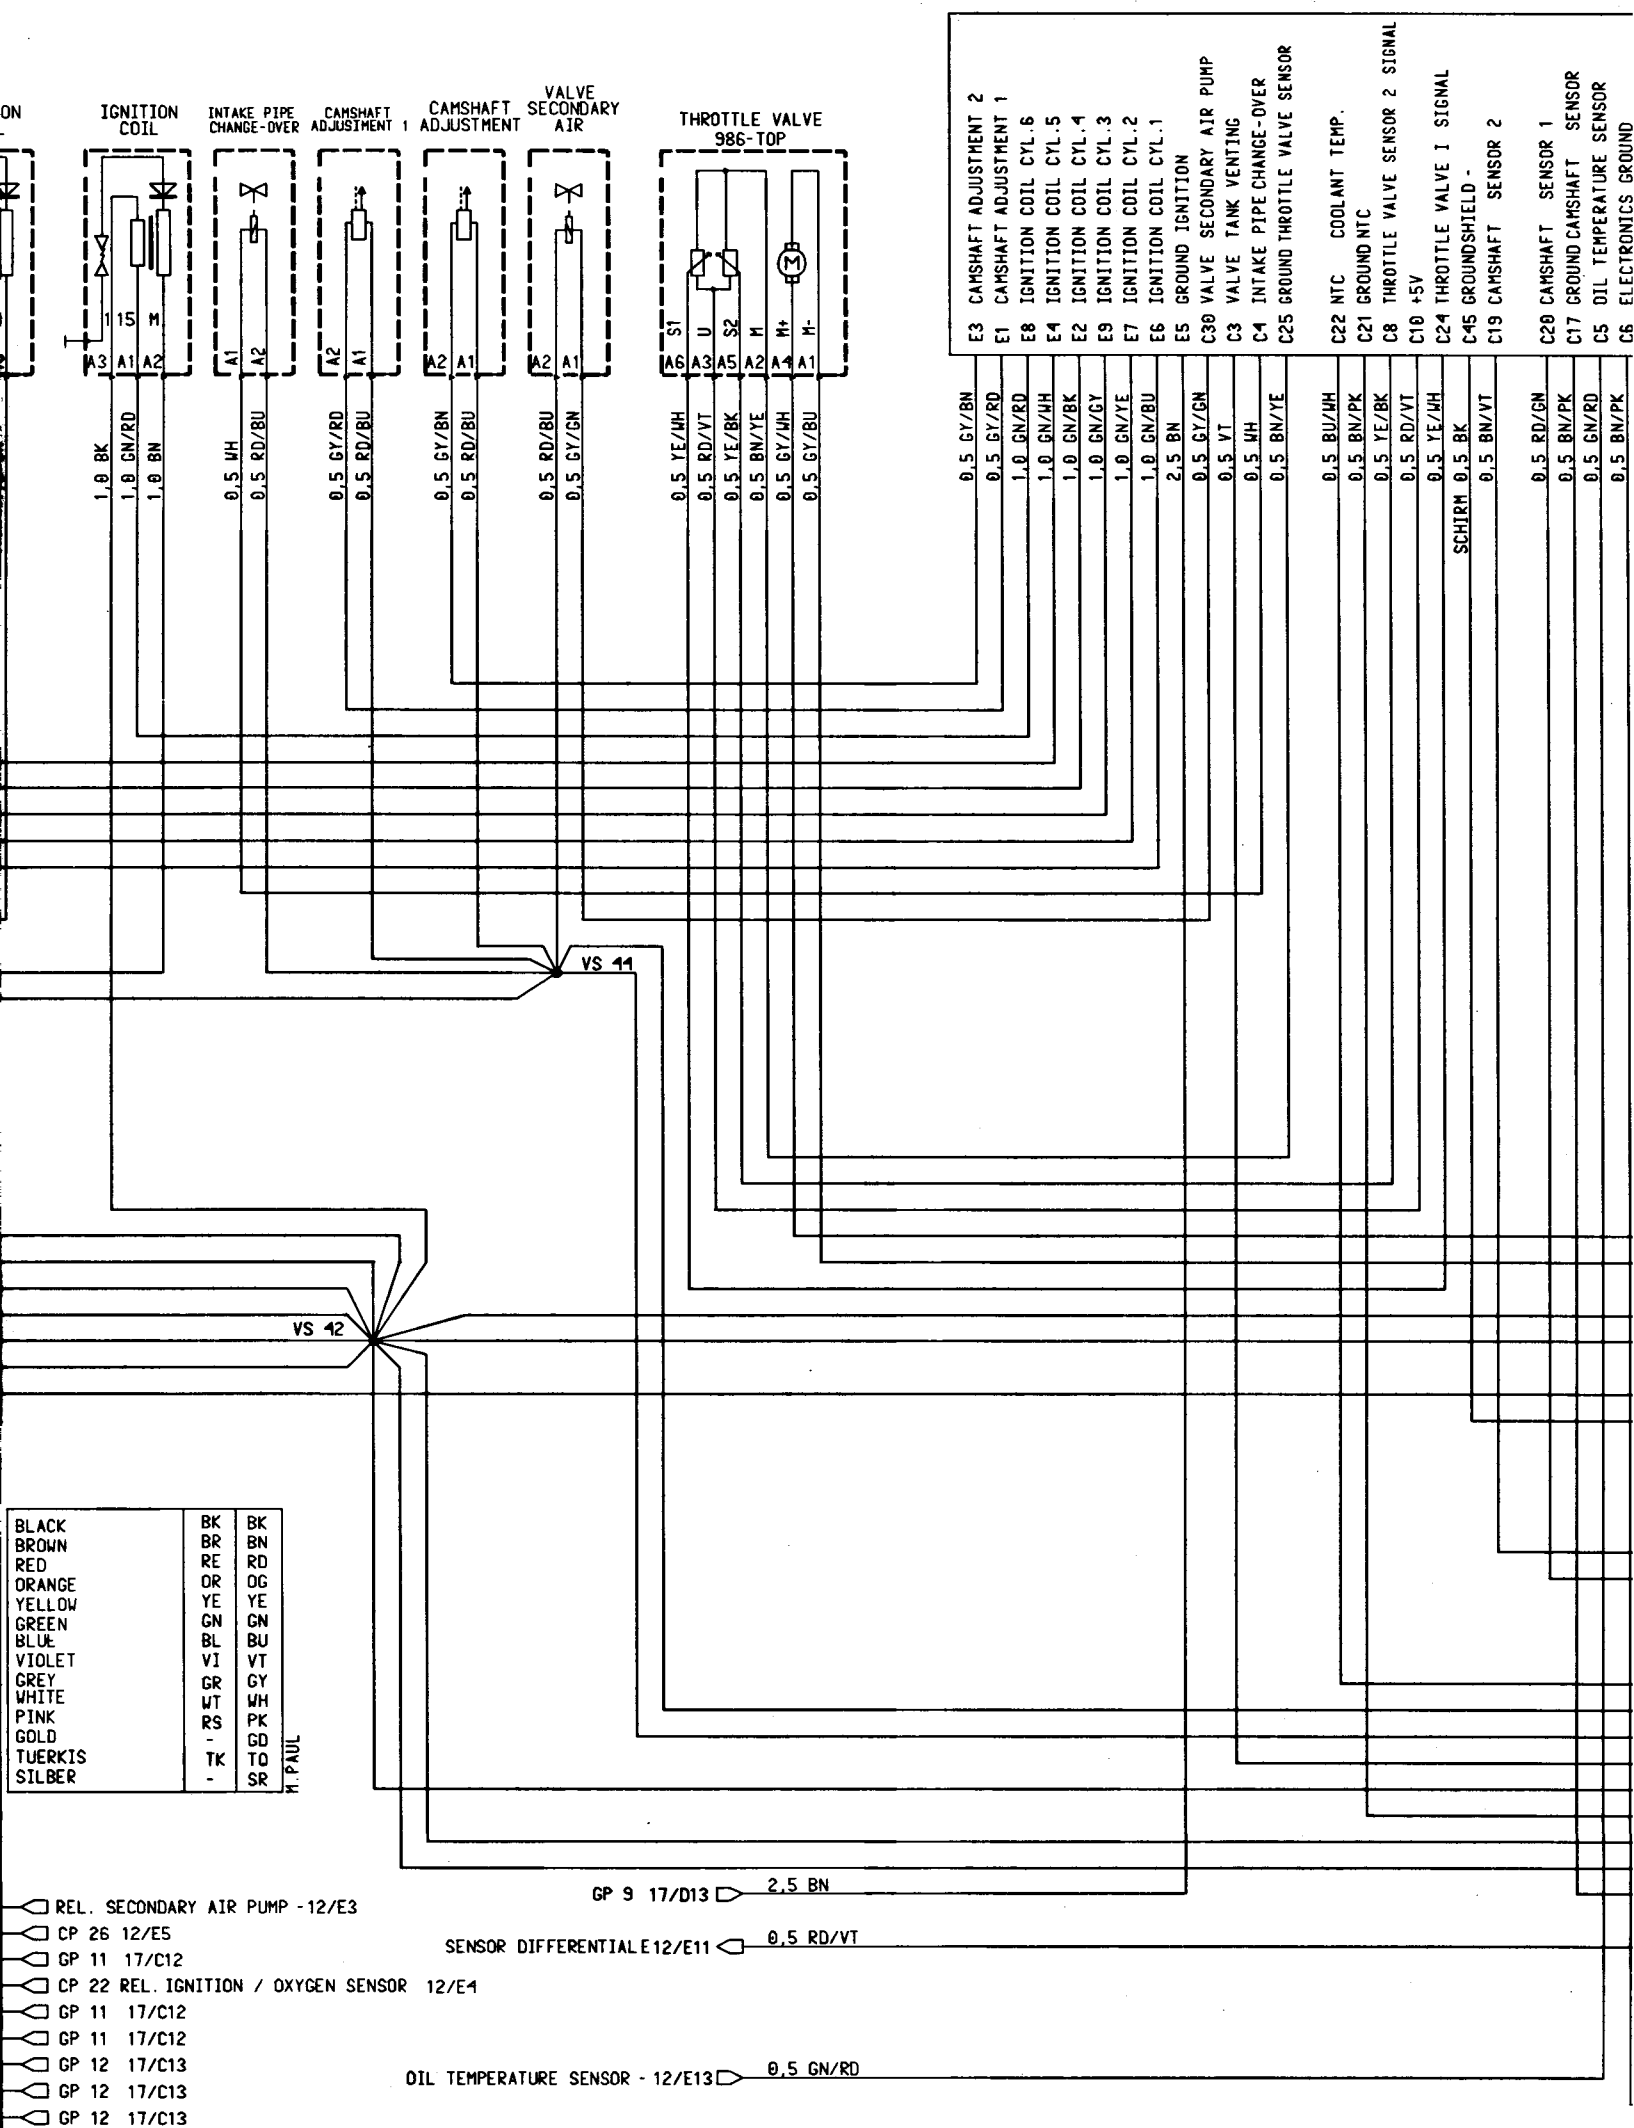 ON
IGNITION
COIL
INTAKE PIPE
CHANGE-OVER
CAMSHAFT
ADJUSTMENT 1
CAMSHAFT
ADJUSTMENT
VALVE
SECONDARY
AIR
THROTTLE VALVE
986-TOP
1 15 M
A3 A1 A2
A1 A2
A2 A1
A2 A1
A2 A1
S1 U S2 M M+ M-
A6 A3 A5 A2 A4 A1
M
1,0 BK
1,0 GN/RD
1,0 BN
0,5 WH
0,5 RD/BU
0,5 GY/RD
0,5 RD/BU
0,5 GY/BN
0,5 RD/BU
0,5 RD/BU
0,5 GY/GN
0,5 YE/WH
0,5 RD/VT
0,5 YE/BK
0,5 BN/YE
0,5 GY/WH
0,5 GY/BU
E3 CAMSHAFT ADJUSTMENT 2
E1 CAMSHAFT ADJUSTMENT 1
E8 IGNITION COIL CYL.6
E4 IGNITION COIL CYL.5
E2 IGNITION COIL CYL.4
E9 IGNITION COIL CYL.3
E7 IGNITION COIL CYL.2
E6 IGNITION COIL CYL.1
E5 GROUND IGNITION
C30 VALVE SECONDARY AIR PUMP
C3 VALVE TANK VENTING
C4 INTAKE PIPE CHANGE-OVER
C25 GROUND THROTTLE VALVE SENSOR
C22 NTC COOLANT TEMP.
C21 GROUND NTC
C8 THROTTLE VALVE SENSOR 2 SIGNAL
C10 +5V
C24 THROTTLE VALVE I SIGNAL
C45 GROUNDSHIELD -
C19 CAMSHAFT SENSOR 2
C20 CAMSHAFT SENSOR 1
C17 GROUND CAMSHAFT SENSOR
C5 OIL TEMPERATURE SENSOR
C6 ELECTRONICS GROUND
0,5 GY/BN
0,5 GY/RD
1,0 GN/RD
1,0 GN/WH
1,0 GN/BK
1,0 GN/GY
1,0 GN/YE
1,0 GN/BU
2,5 BN
0,5 GY/GN
0,5 VT
0,5 WH
0,5 BN/YE
0,5 BU/WH
0,5 BN/PK
0,5 YE/BK
0,5 RD/VT
0,5 YE/WH
SCHIRM 0,5 BK
0,5 BN/VT
0,5 RD/GN
0,5 BN/PK
0,5 GN/RD
0,5 BN/PK
VS 44
VS 42
BLACK BK BK
BROWN BR BN
RED RE RD
ORANGE OR OG
YELLOW YE YE
GREEN GN GN
BLUE BL BU
VIOLET VI VT
GREY GR GY
WHITE WT WH
PINK RS PK
GOLD - GD
TUERKIS TK TQ
SILBER - SR
M.PAUL
REL. SECONDARY AIR PUMP - 12/E3
CP 26 12/E5
GP 11 17/C12
CP 22 REL. IGNITION / OXYGEN SENSOR 12/E4
GP 11 17/C12
GP 11 17/C12
GP 12 17/C13
GP 12 17/C13
GP 12 17/C13
GP 9 17/D13 2,5 BN
SENSOR DIFFERENTIALE12/E11 0,5 RD/VT
OIL TEMPERATURE SENSOR - 12/E13 0,5 GN/RD